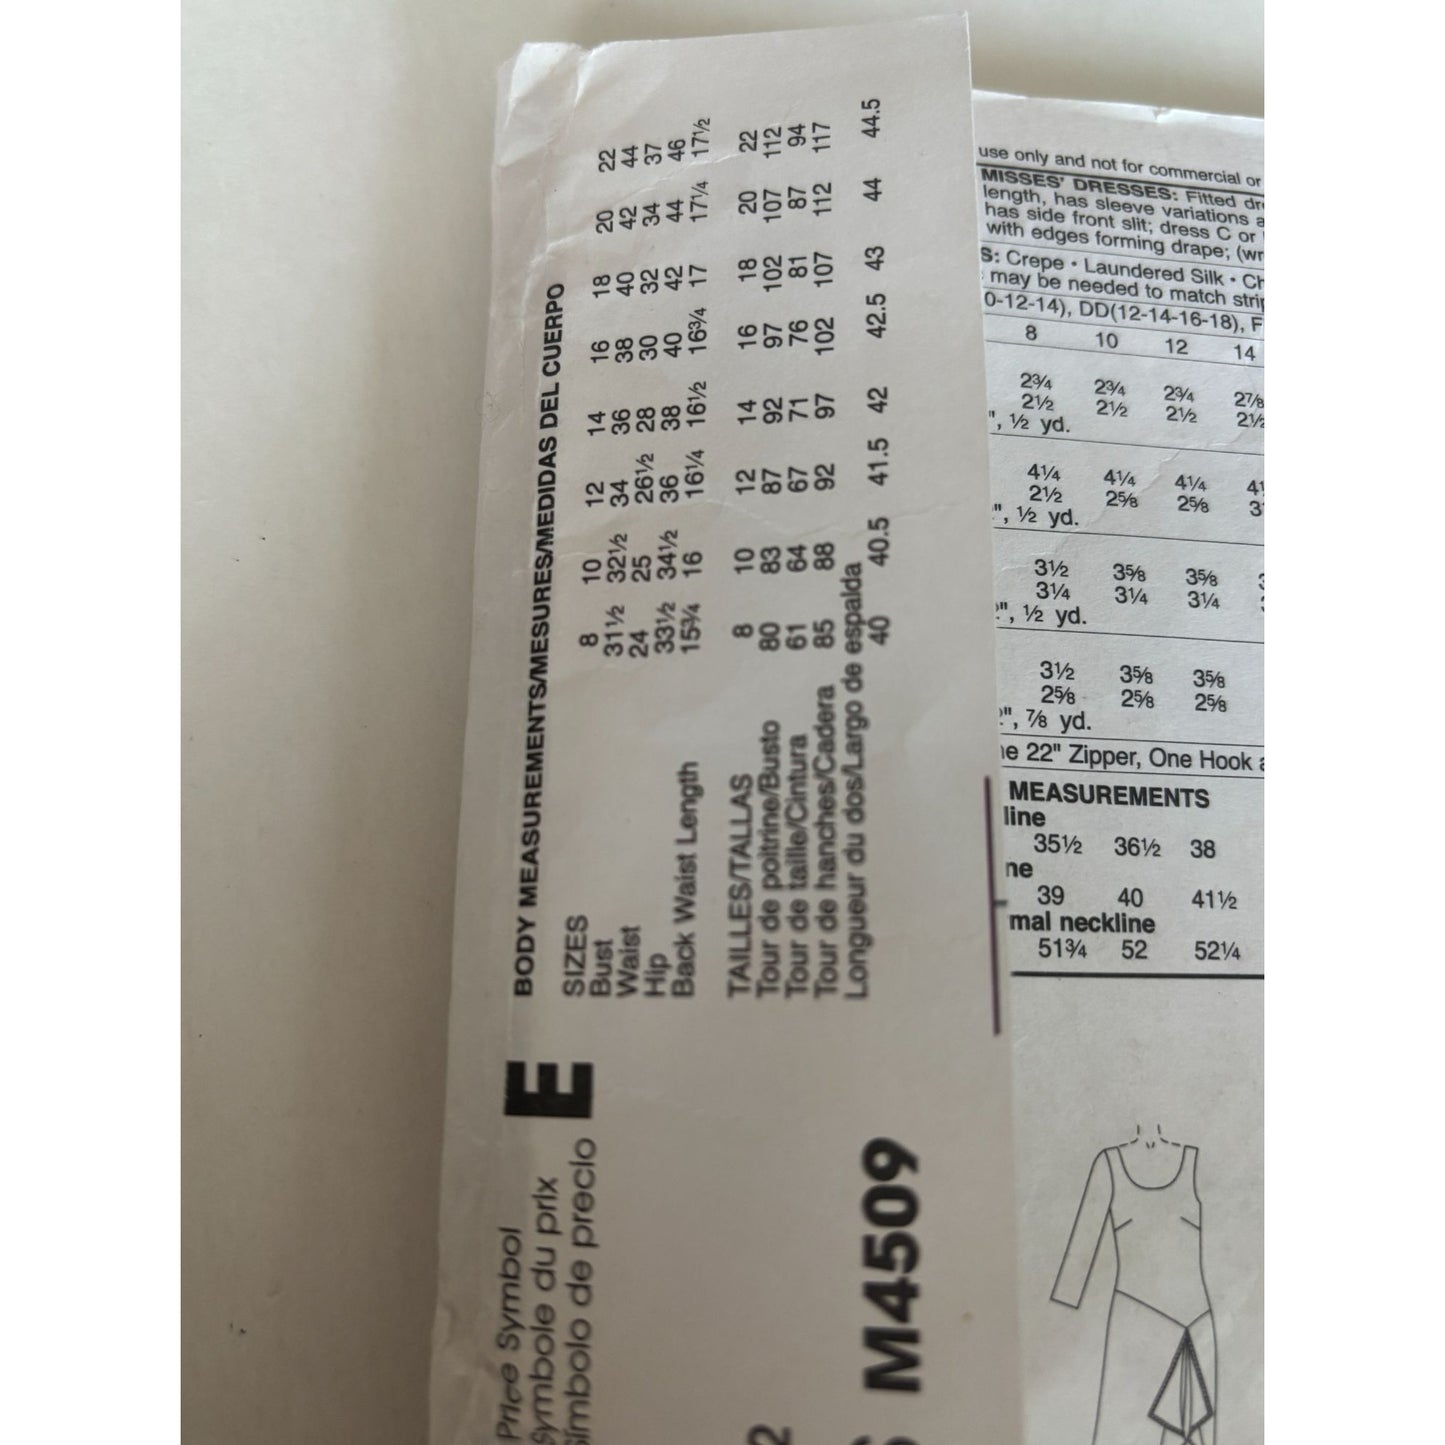 BODY MEASUREMENTS/MESURES/MEDIDAS DEL CUERPO
SIZES 8 10 12 14 16 18 20 22
Bust 31½ 32½ 34 36 38 40 42 44
Waist 24 25 26½ 28 30 32 34 37
Hip 33½ 34½ 36 38 40 42 44 46
Back Waist Length 15¾ 16 16¼ 16½ 16¾ 17 17¼ 17½
TAILLES/TALLAS 8 10 12 14 16 18 20 22
Tour de poitrine/Busto 80 83 87 92 97 102 107 112
Tour de taille/Cintura 61 64 67 71 76 81 87 94
Tour de hanches/Cadera 85 88 92 97 102 107 112 117
Longueur du dos/Largo de espalda 40 40.5 41.5 42 42.5 43 44 44.5
Price Symbol
Symbole du prix
Símbolo de precio
E
M4509
2
use only and not for commercial or
MISSES' DRESSES: Fitted
length, has sleeve variations
has side front slit; dress C or
with edges forming drape;
S: Crepe • Laundered Silk •
may be needed to match
0-12-14), DD(12-14-16-18), F
8 10 12 14
2¾ 2¾ 2¾ 2⅞
2½ 2½ 2½ 2½
", ½ yd.
4¼ 4¼ 4¼
2½ 2⅝ 2⅝
", ½ yd.
3½ 3⅝ 3⅝
3¼ 3¼ 3¼
", ½ yd.
3½ 3⅝ 3⅝
2⅝ 2⅝ 2⅝
", ⅞ yd.
22" Zipper, One Hook
MEASUREMENTS
line
35½ 36½ 38
ne
39 40 41½
mal neckline
51¾ 52 52¼